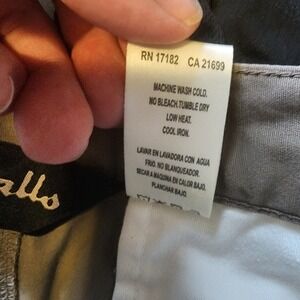 RN 17182 CA 21699
MACHINE WASH COLD.
NO BLEACH.TUMBLE DRY
LOW HEAT.
COOL IRON.
LAVAR EN LAVADORA CON AGUA
FRIO. NO BLANQUEADOR.
SECAR A MAQUINA EN CALOR BAJO.
PLANCHAR BAJO.
alls